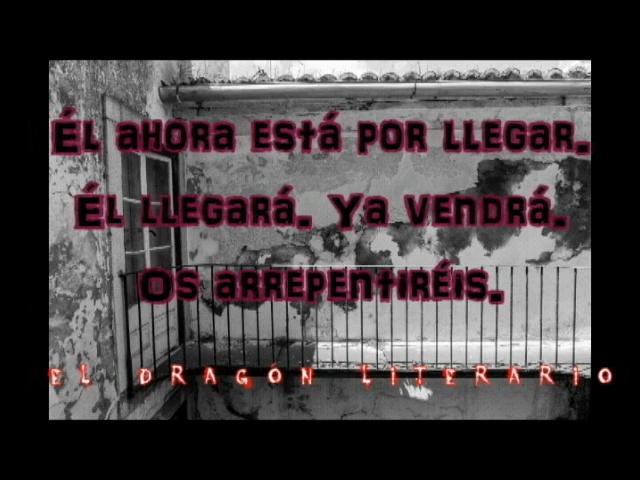 Él ahora está por llegar.
Él llegará. Ya vendrá.
Os arrepentiréis.
EL DRAGÓN LITERARIO